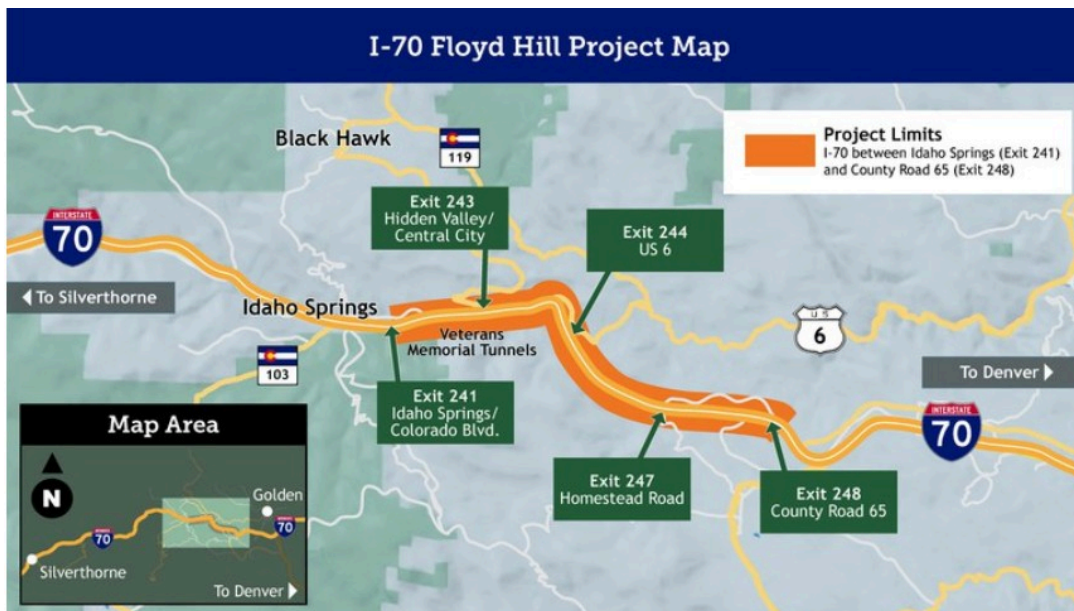 I-70 Floyd Hill Project Map
Project Limits
I-70 between Idaho Springs (Exit 241)
and County Road 65 (Exit 248)
Black Hawk
119
Exit 243
Hidden Valley/
Central City
Exit 244
US 6
INTERSTATE
70
To Silverthorne
Idaho Springs
Veterans
Memorial Tunnels
US
6
103
To Denver
Exit 241
Idaho Springs/
Colorado Blvd.
INTERSTATE
70
Exit 247
Homestead Road
Exit 248
County Road 65
Map Area
N
Golden
70
70
Silverthorne
To Denver